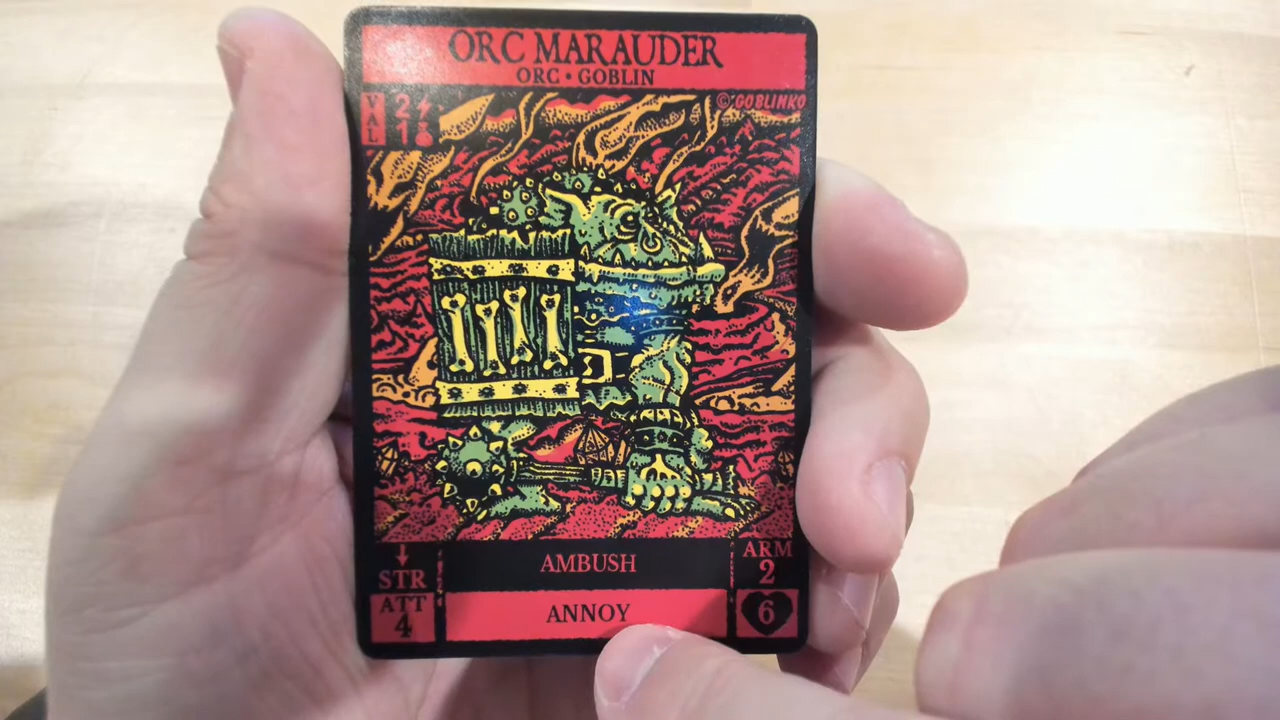 ORC MARAUDER
ORC • GOBLIN
VAL
2
1
© GOBLINKO
AMBUSH
STR
ARM
2
ATT
4
ANNOY
6